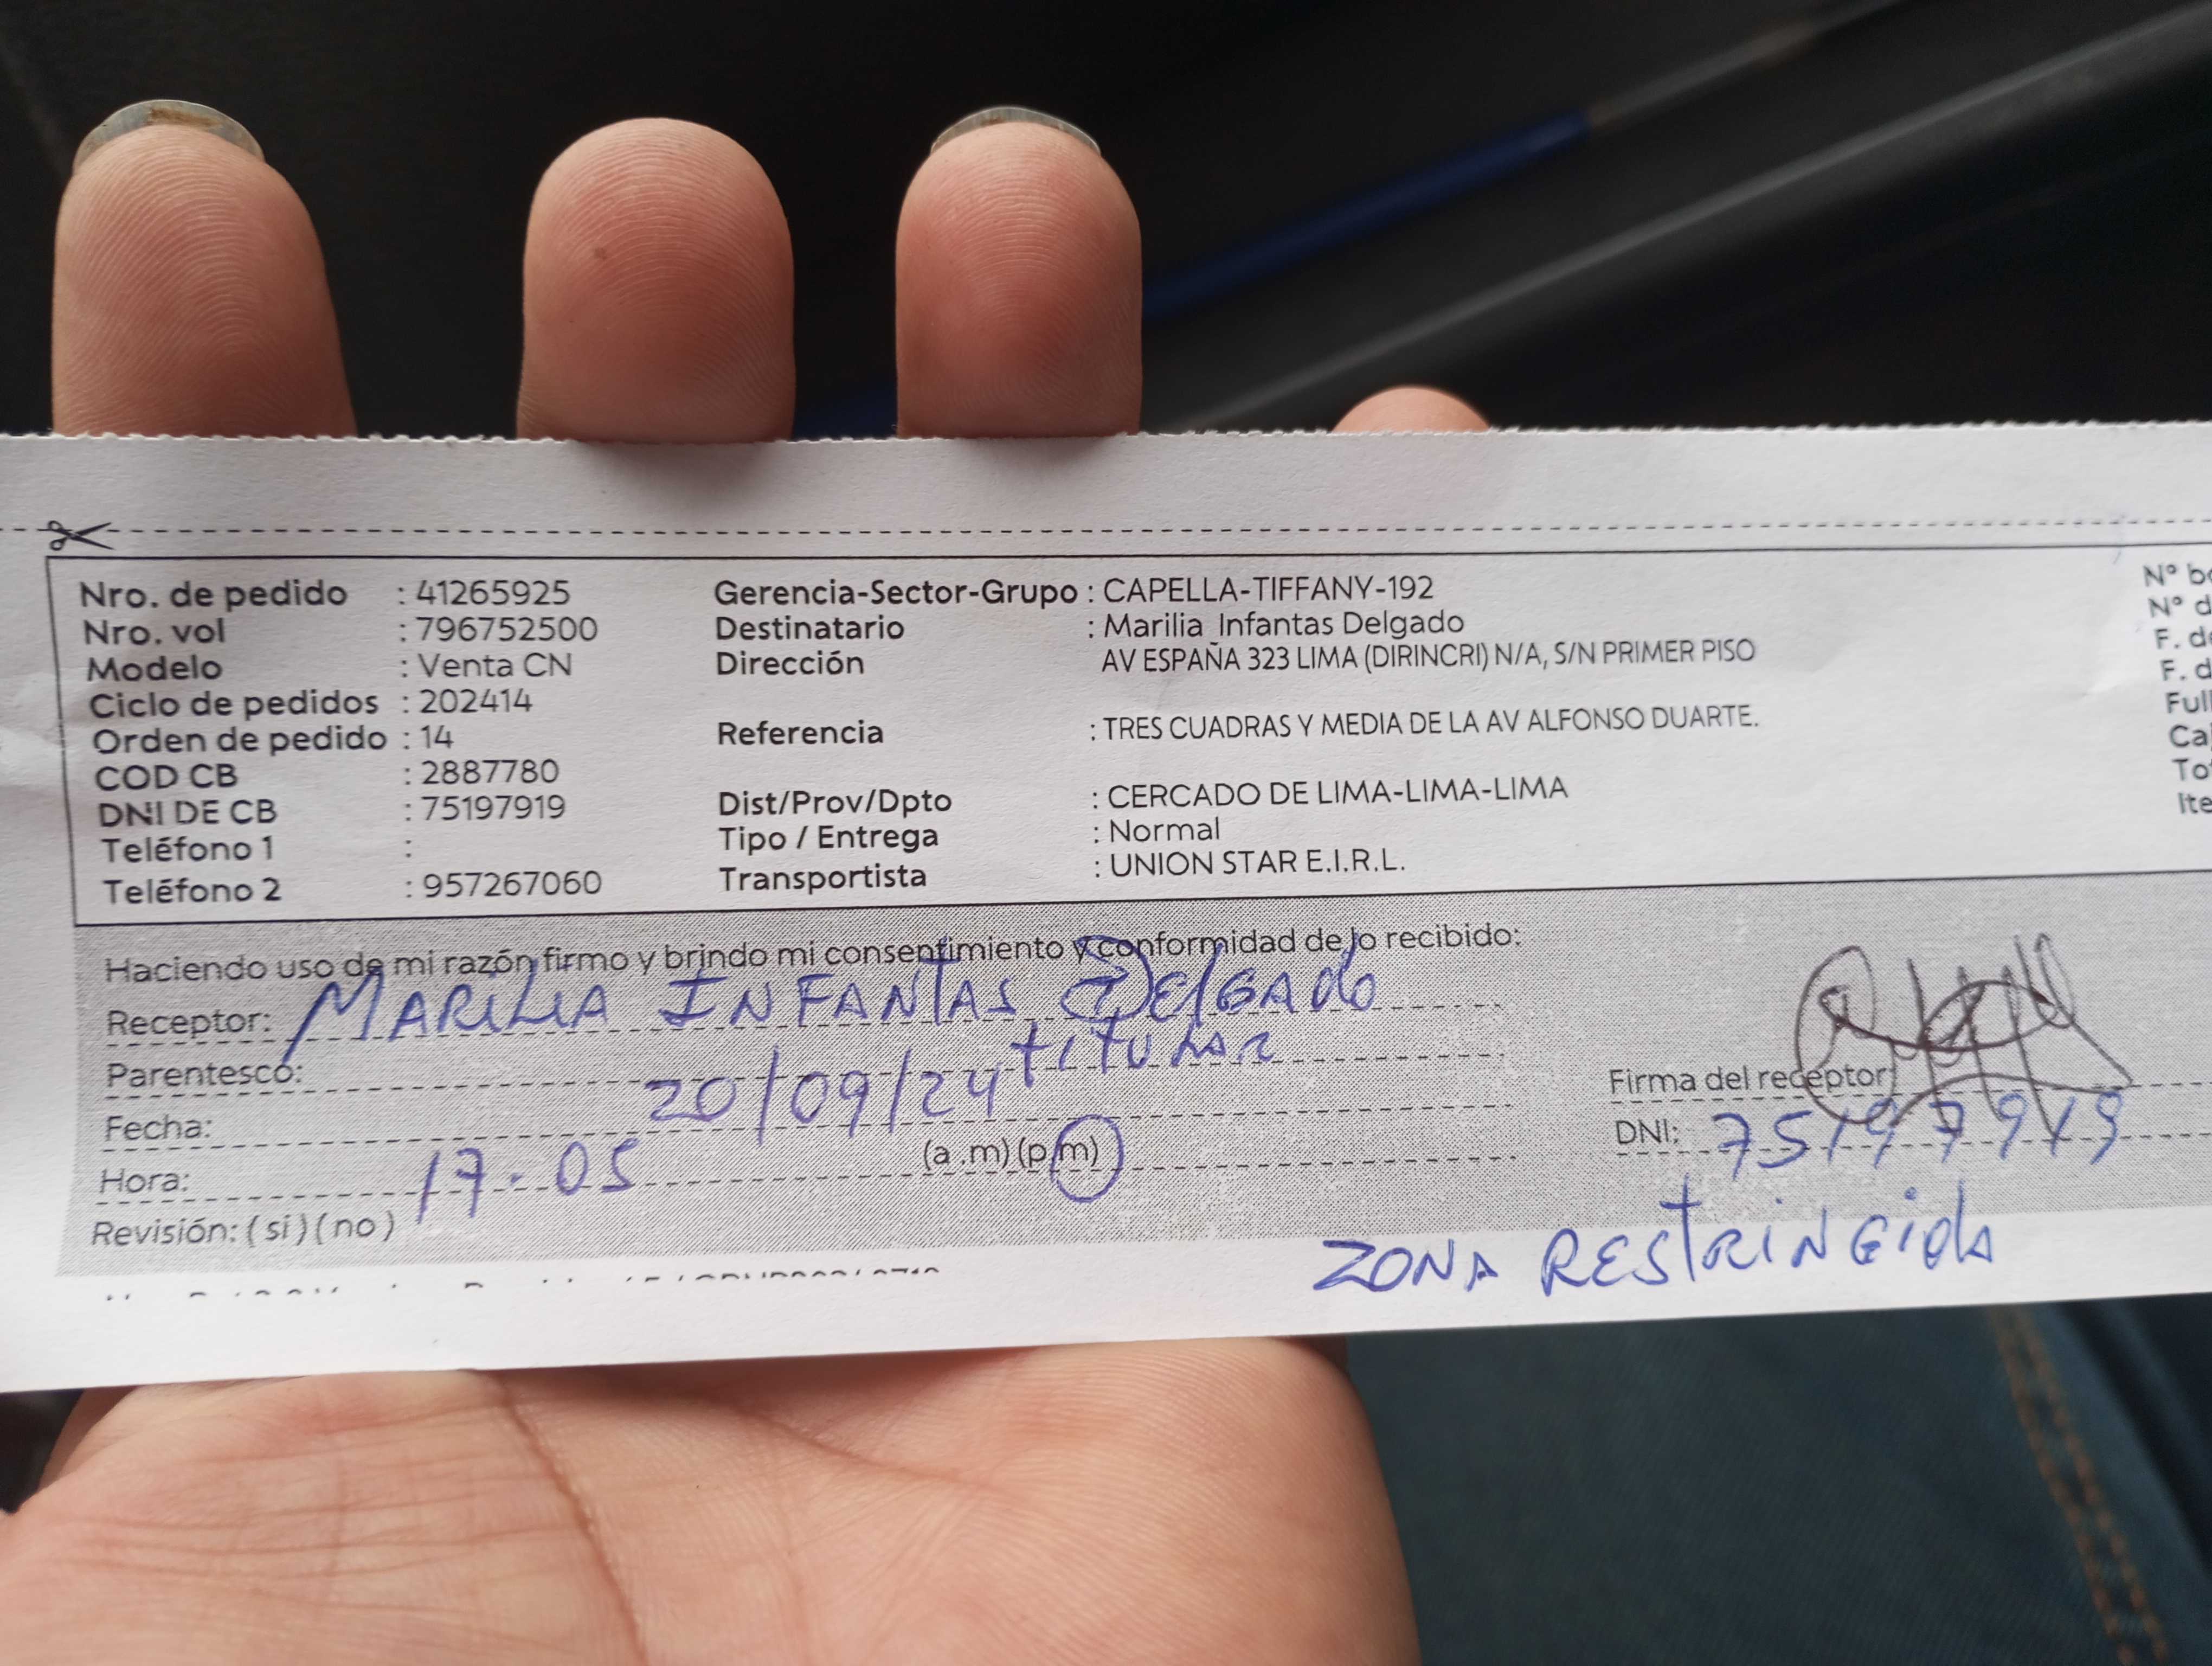 Nro. de pedido : 41265925
Nro. vol : 796752500
Modelo : Venta CN
Ciclo de pedidos : 202414
Orden de pedido : 14
COD CB : 2887780
DNI DE CB : 75197919
Teléfono 1 :
Teléfono 2 : 957267060
Gerencia-Sector-Grupo : CAPELLA-TIFFANY-192
Destinatario : Marilia Infantas Delgado
Dirección AV ESPAÑA 323 LIMA (DIRINCRI) N/A, S/N PRIMER PISO
Referencia : TRES CUADRAS Y MEDIA DE LA AV ALFONSO DUARTE.
Dist/Prov/Dpto : CERCADO DE LIMA-LIMA-LIMA
Tipo / Entrega : Normal
Transportista : UNION STAR E.I.R.L.
Nº
Nº
F.
F.
Haciendo uso de mi razón firmo y brindo mi consentimiento y conformidad de lo recibido:
Receptor: MARILIA INFANTAS DElGAdo
Parentesco: tITULAR
Fecha: 20/09/24
Hora: 17.05 (a .m) (p.m)
Revisión: ( si ) ( no )
Firma del receptor
DNI: 75197919
ZONA RESTRINGidA